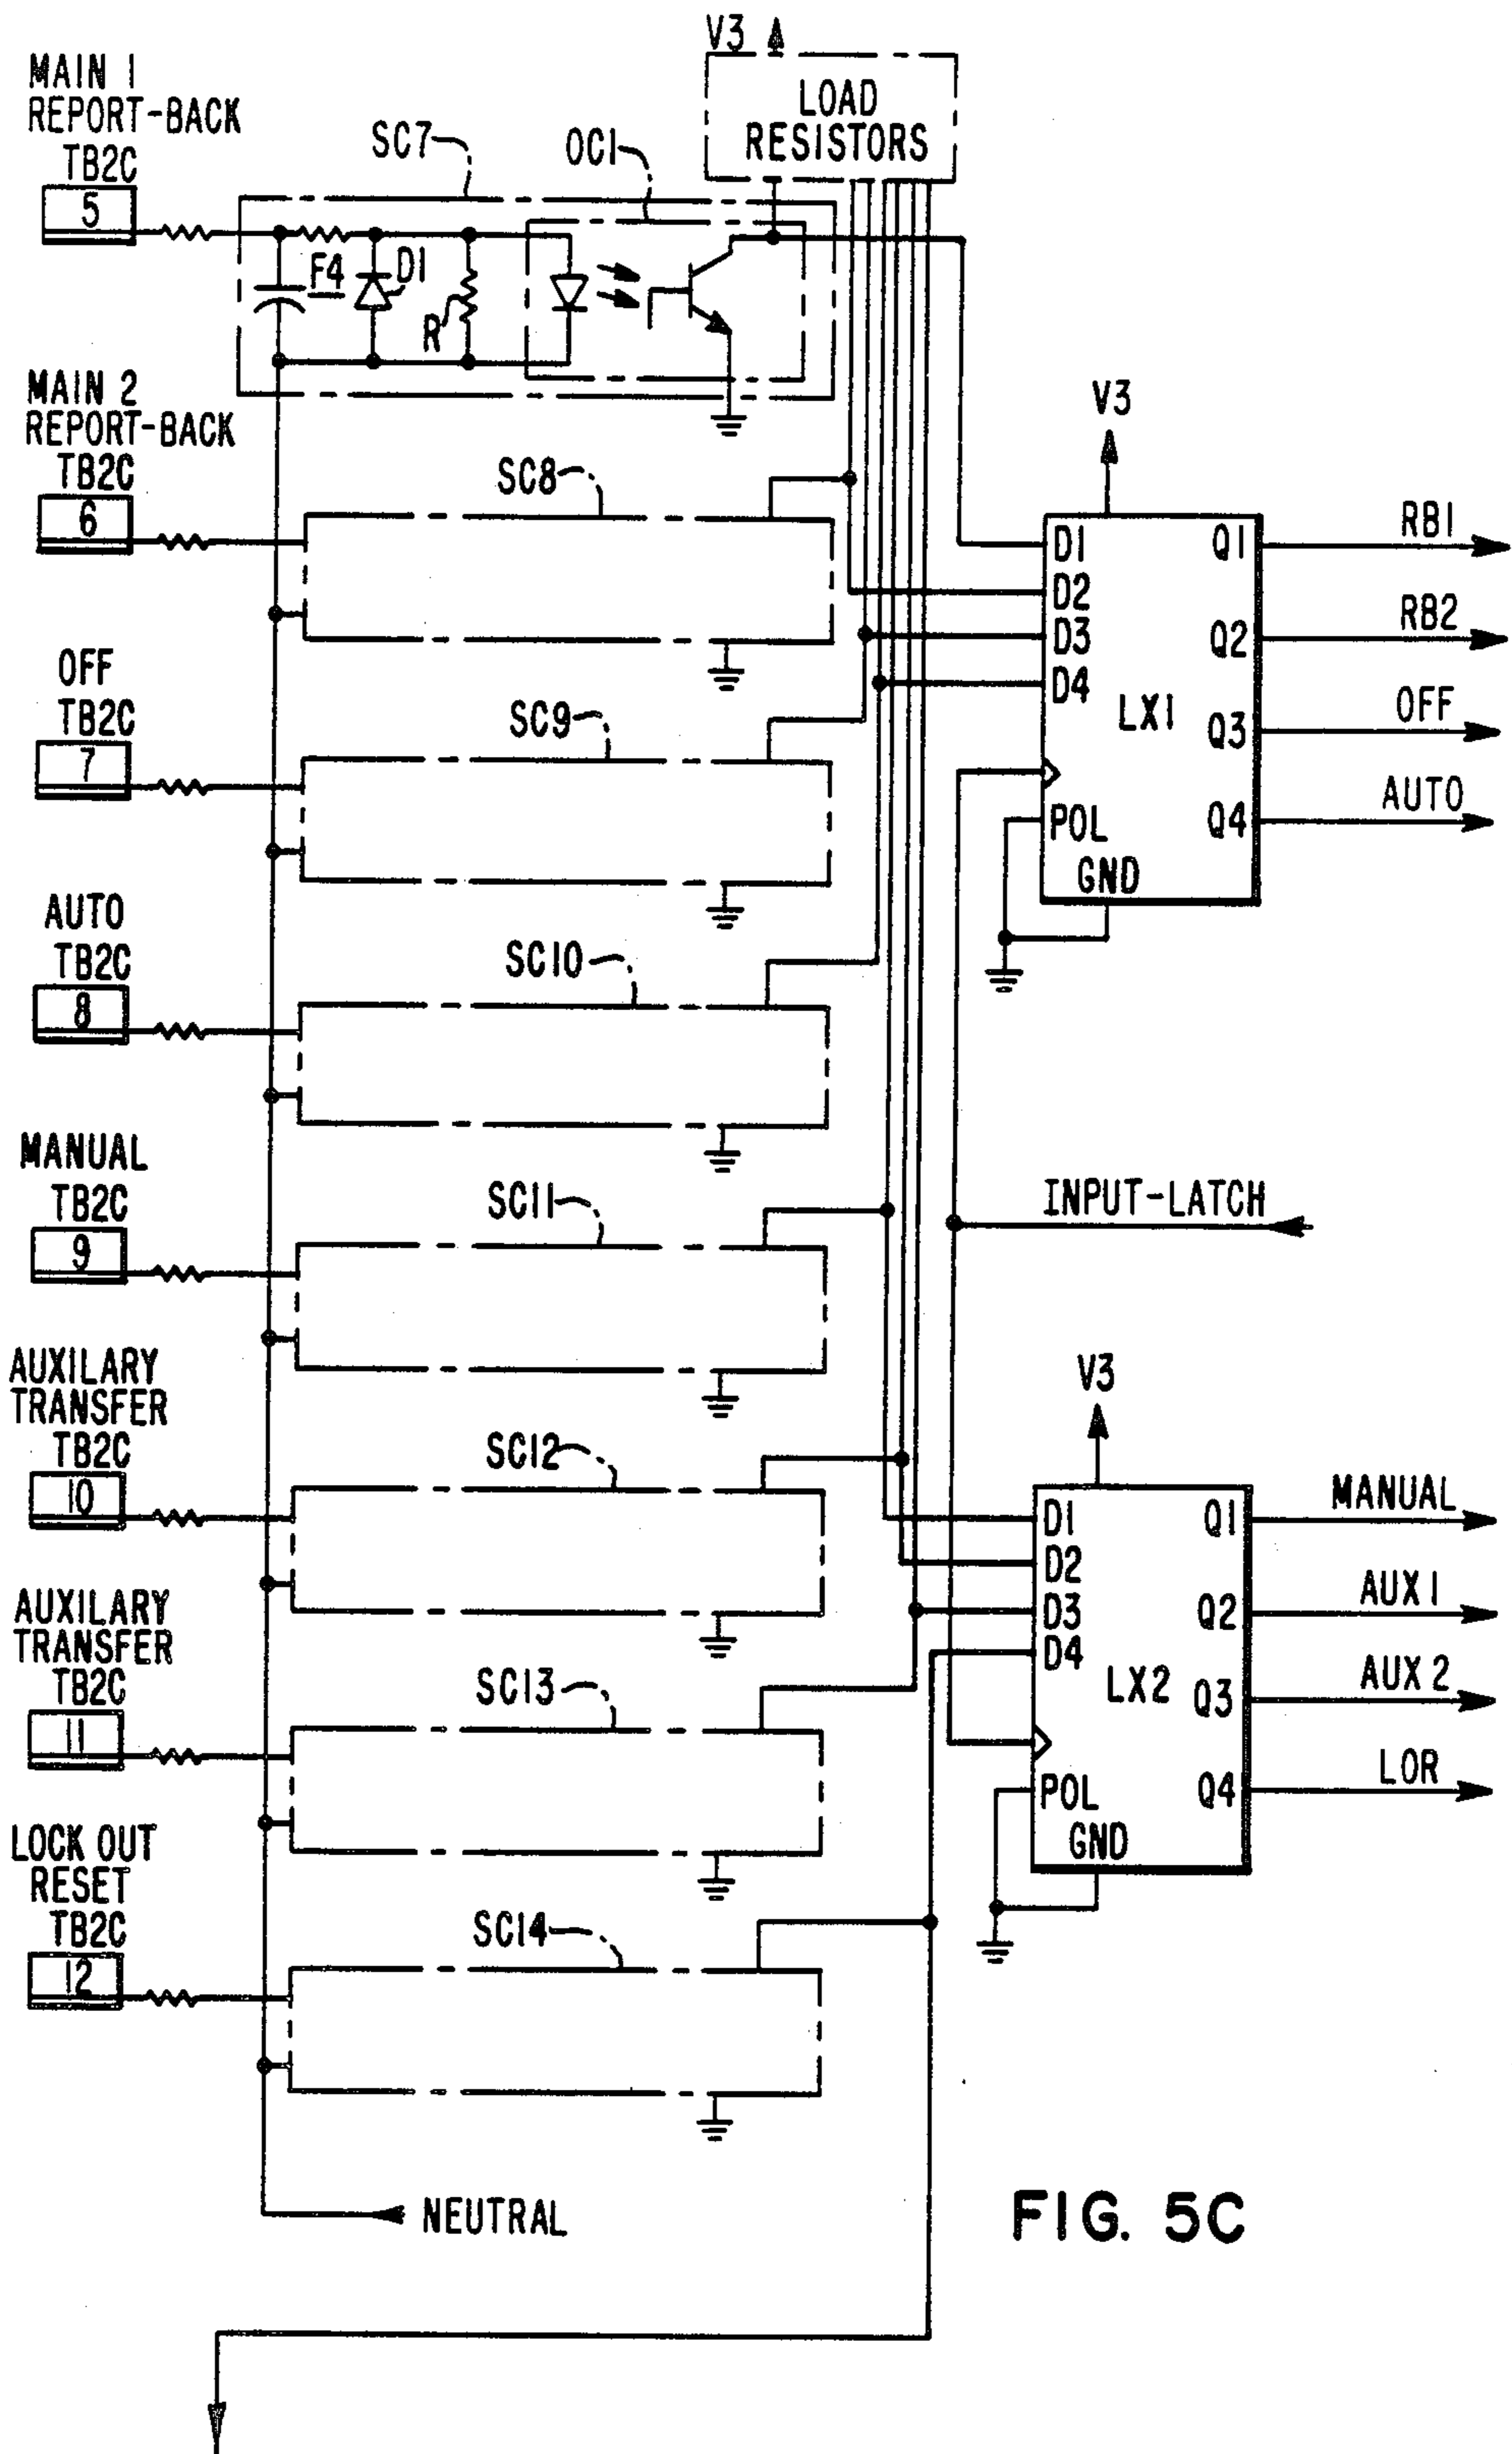 V3
MAIN 1
REPORT-BACK
TB2C
5
SC7
OC1
LOAD
RESISTORS
F4
D1
R
MAIN 2
REPORT-BACK
TB2C
6
SC8
V3
D1
D2
D3
D4
LX1
POL
GND
Q1
Q2
Q3
Q4
RB1
RB2
OFF
AUTO
OFF
TB2C
7
SC9
AUTO
TB2C
8
SC10
MANUAL
TB2C
9
SC11
INPUT-LATCH
AUXILARY
TRANSFER
TB2C
10
SC12
V3
D1
D2
D3
D4
LX2
POL
GND
Q1
Q2
Q3
Q4
MANUAL
AUX1
AUX 2
LOR
AUXILARY
TRANSFER
TB2C
11
SC13
LOCK OUT
RESET
TB2C
12
SC14
NEUTRAL
FIG. 5C